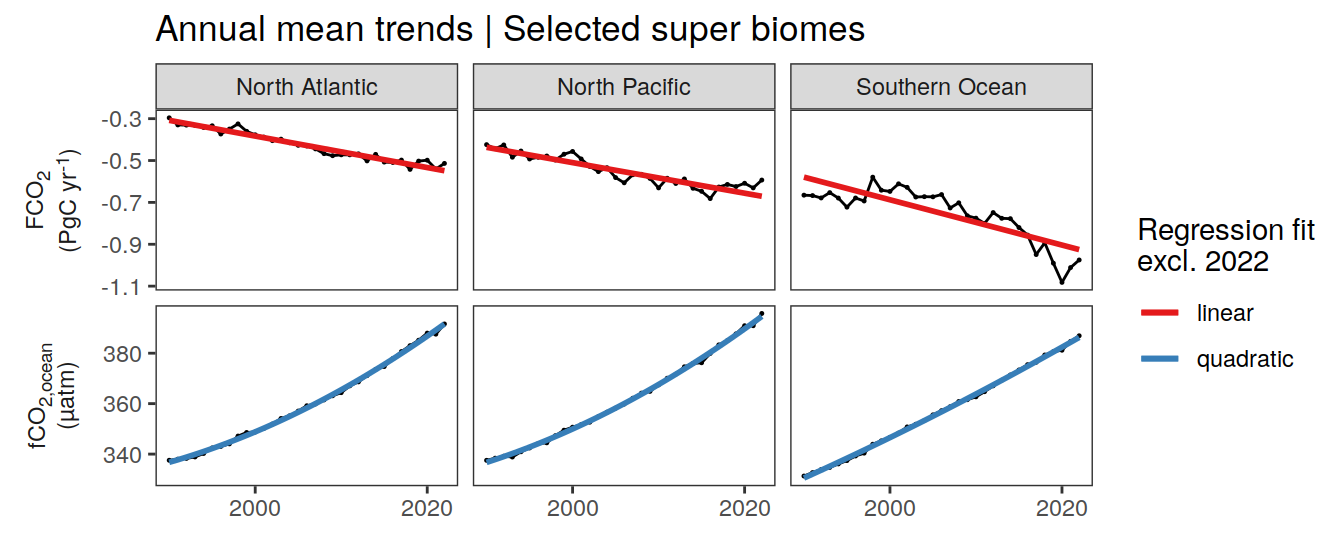 Annual mean trends | Selected super biomes
North Atlantic
North Pacific
Southern Ocean
FCO₂
(PgC yr⁻¹)
-0.3
-0.5
-0.7
-0.9
-1.1
fCO₂,ocean
(µatm)
380
360
340
2000
2020
2000
2020
2000
2020
Regression fit
excl. 2022
linear
quadratic